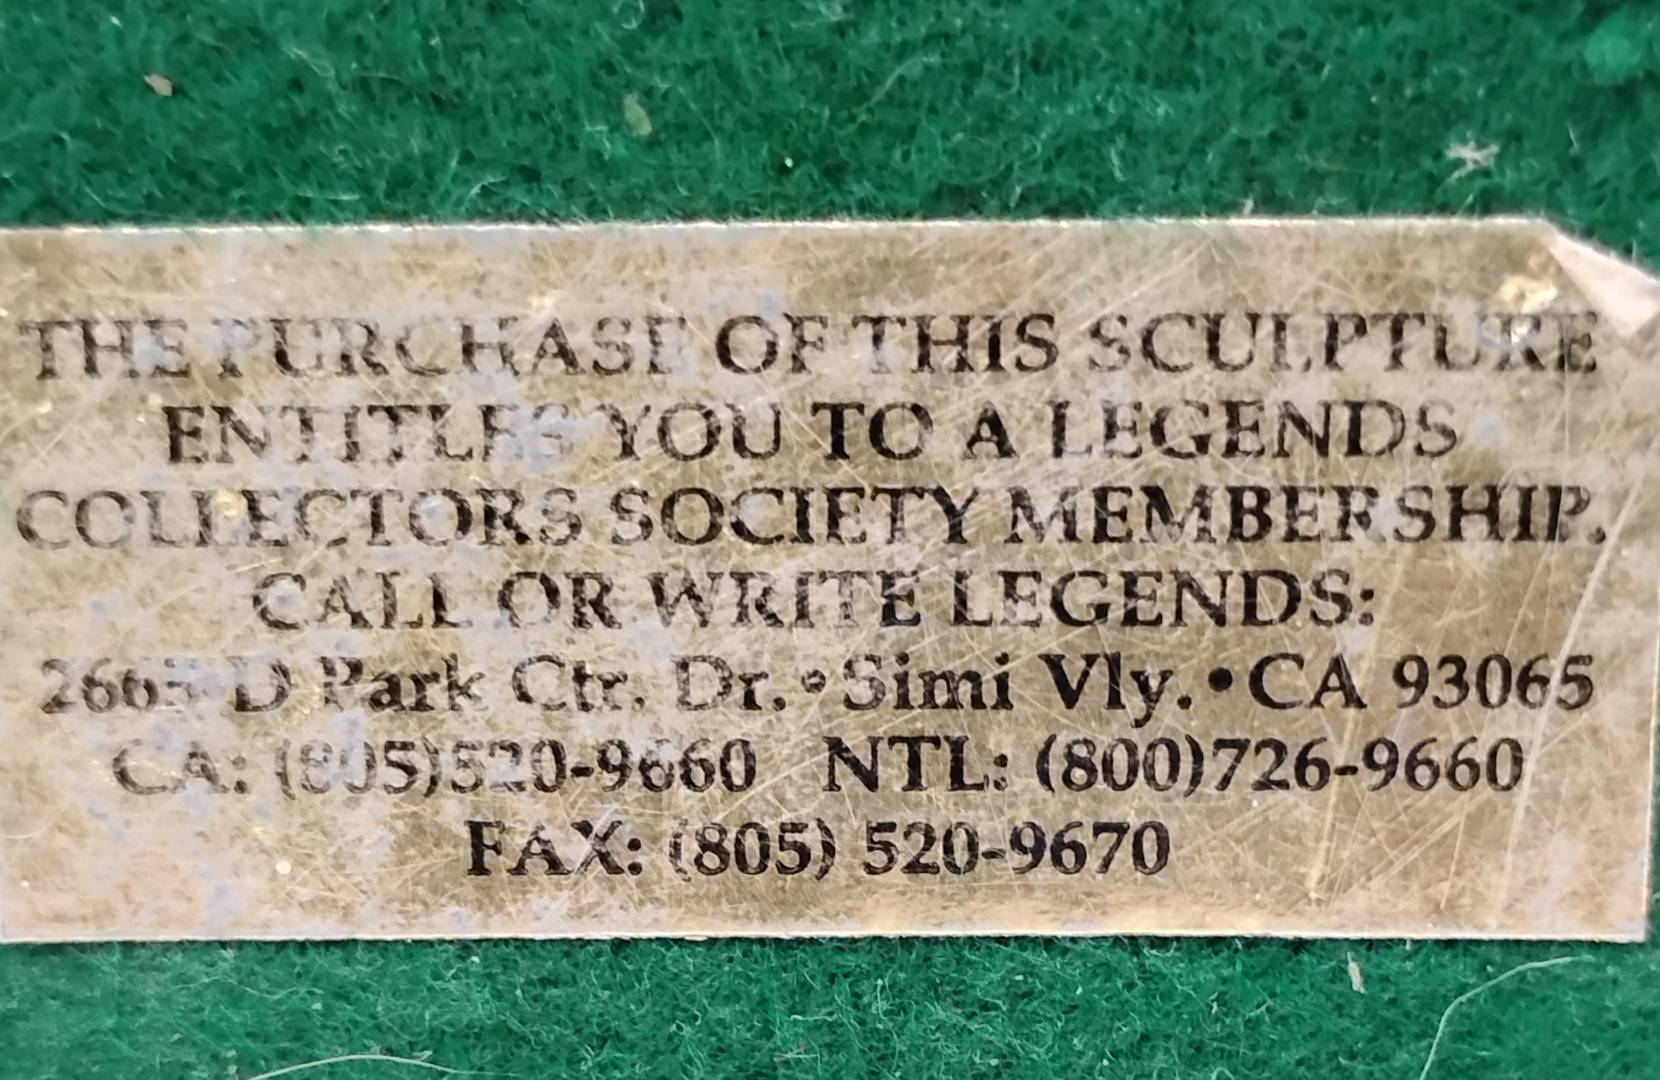 THE PURCHASE OF THIS SCULPTURE
ENTITLES YOU TO A LEGENDS
COLLECTORS SOCIETY MEMBERSHIP.
CALL OR WRITE LEGENDS:
2665 D Park Ctr. Dr. • Simi Vly. • CA 93065
CA: (805)520-9660 NTL: (800)726-9660
FAX: (805) 520-9670